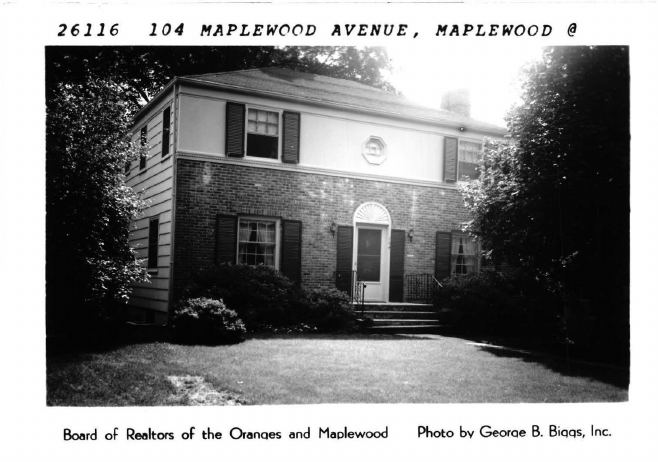 26116 104 MAPLEWOOD AVENUE, MAPLEWOOD @
Board of Realtors of the Oranges and Maplewood Photo by George B. Biggs, Inc.